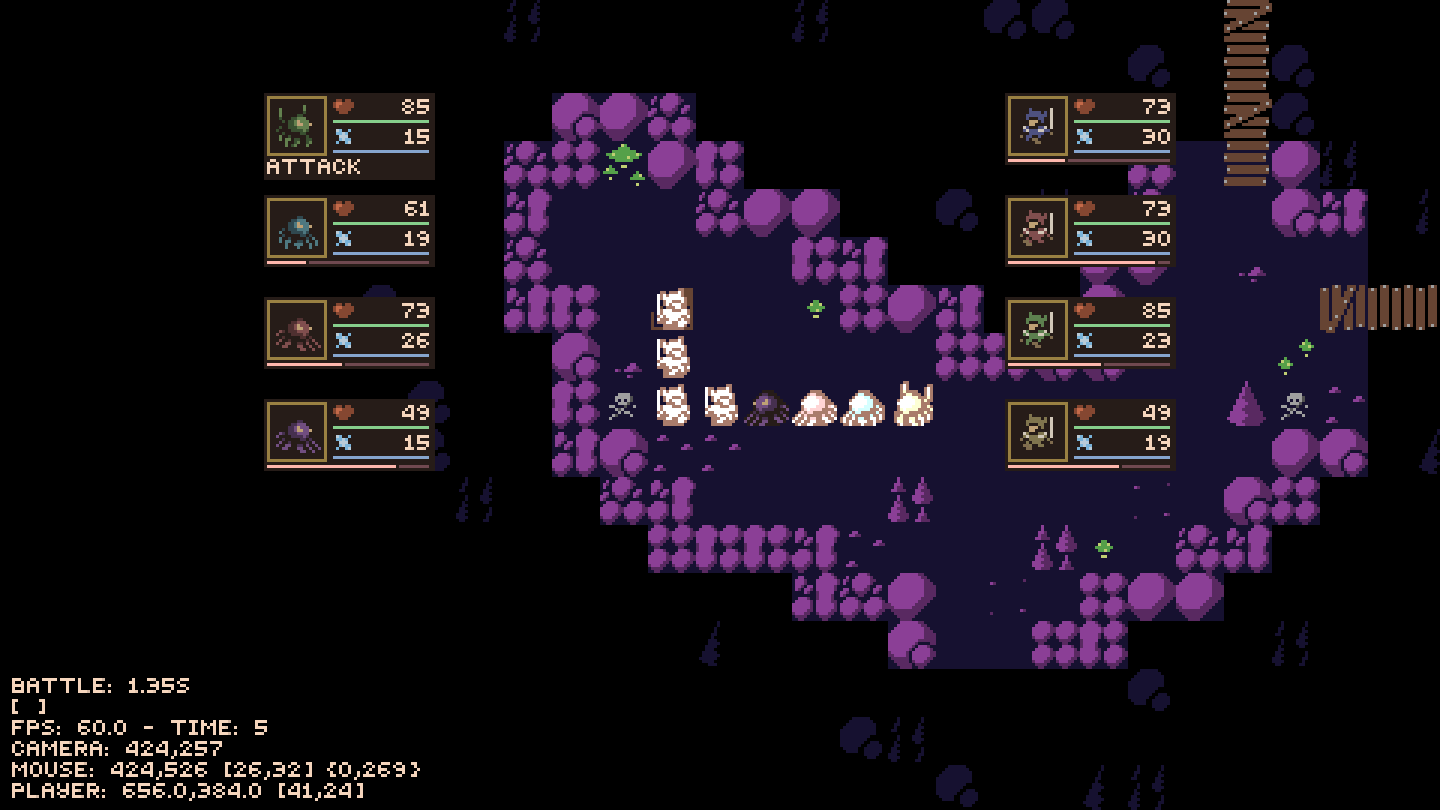 85
15
ATTACK
61
19
73
26
49
15
73
30
73
30
85
23
49
19
BATTLE: 1.35S
[ ]
FPS: 60.0 - TIME: 5
CAMERA: 424,257
MOUSE: 424,526 [26,32] {0,269}
PLAYER: 656.0,384.0 [41,24]